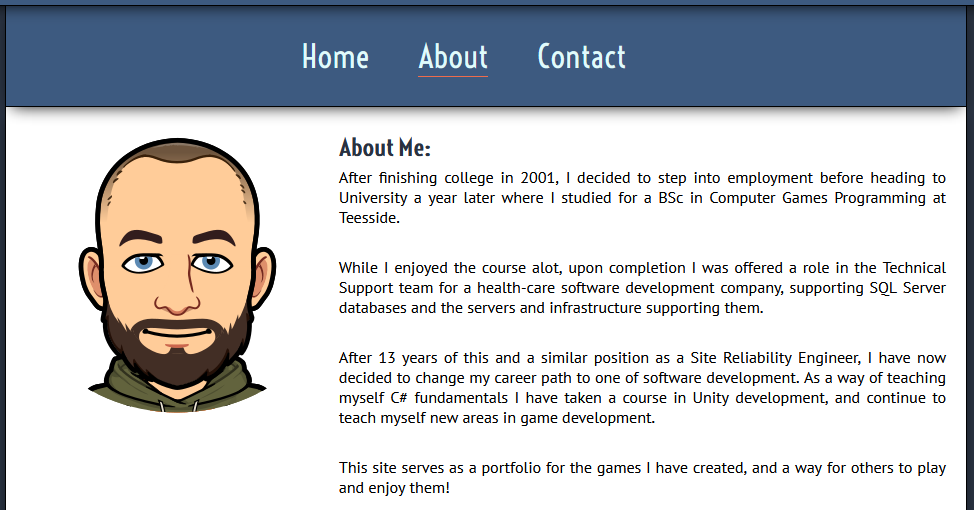 Home About Contact
About Me:
After finishing college in 2001, I decided to step into employment before heading to
University a year later where I studied for a BSc in Computer Games Programming at
Teesside.
While I enjoyed the course alot, upon completion I was offered a role in the Technical
Support team for a health-care software development company, supporting SQL Server
databases and the servers and infrastructure supporting them.
After 13 years of this and a similar position as a Site Reliability Engineer, I have now
decided to change my career path to one of software development. As a way of teaching
myself C# fundamentals I have taken a course in Unity development, and continue to
teach myself new areas in game development.
This site serves as a portfolio for the games I have created, and a way for others to play
and enjoy them!